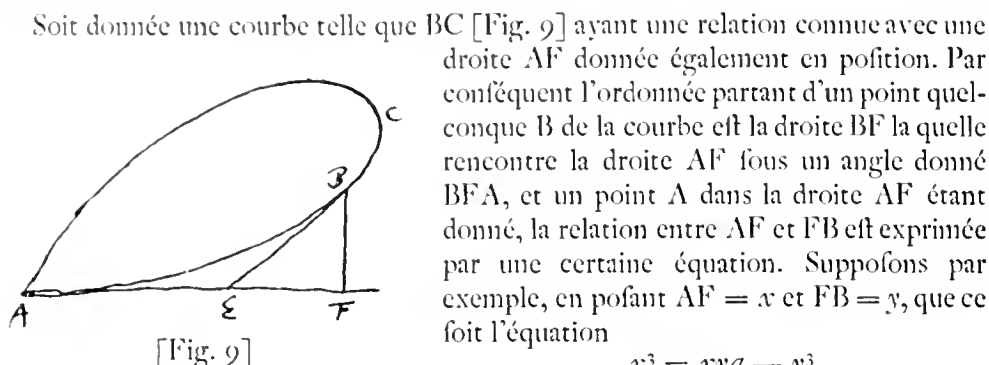 Soit donnée une courbe telle que BC [Fig. 9] ayant une relation connue avec une
droite AF donnée également en poſition. Par
conſéquent l'ordonnée partant d'un point quel-
conque B de la courbe eſt la droite BF la quelle
rencontre la droite AF ſous un angle donné
BFA, et un point A dans la droite AF étant
donné, la relation entre AF et FB eſt exprimée
par une certaine équation. Suppoſons par
exemple, en poſant AF = x et FB = y, que ce
ſoit l'équation
C
B
A
E
F
[Fig. 9]